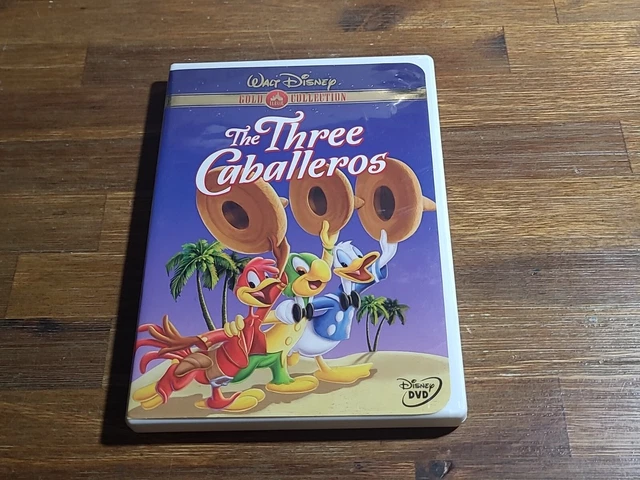 WALT DISNEY
GOLD COLLECTION
The Three
Caballeros
DISNEY
DVD